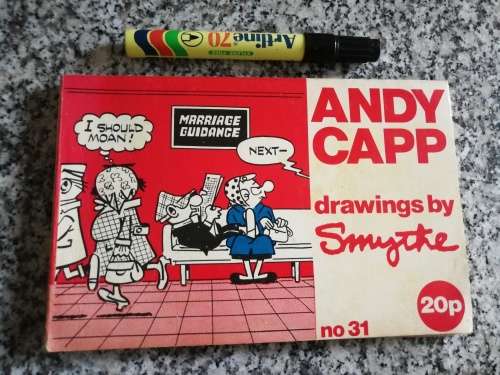 Artline 70
I SHOULD
MOAN!
MARRIAGE
GUIDANCE
NEXT—
ANDY
CAPP
drawings by
Smythe
20p
no 31